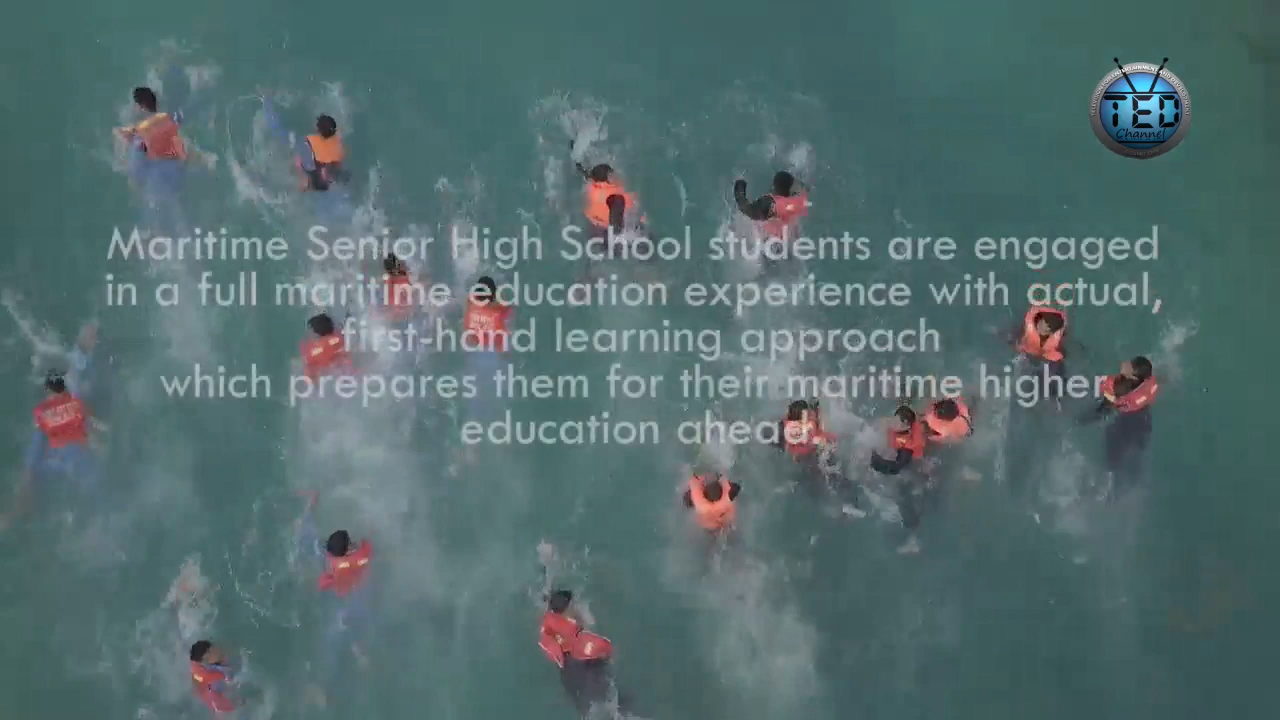 TED
Channel
Maritime Senior High School students are engaged
in a full maritime education experience with actual,
first-hand learning approach
which prepares them for their maritime higher
education ahead